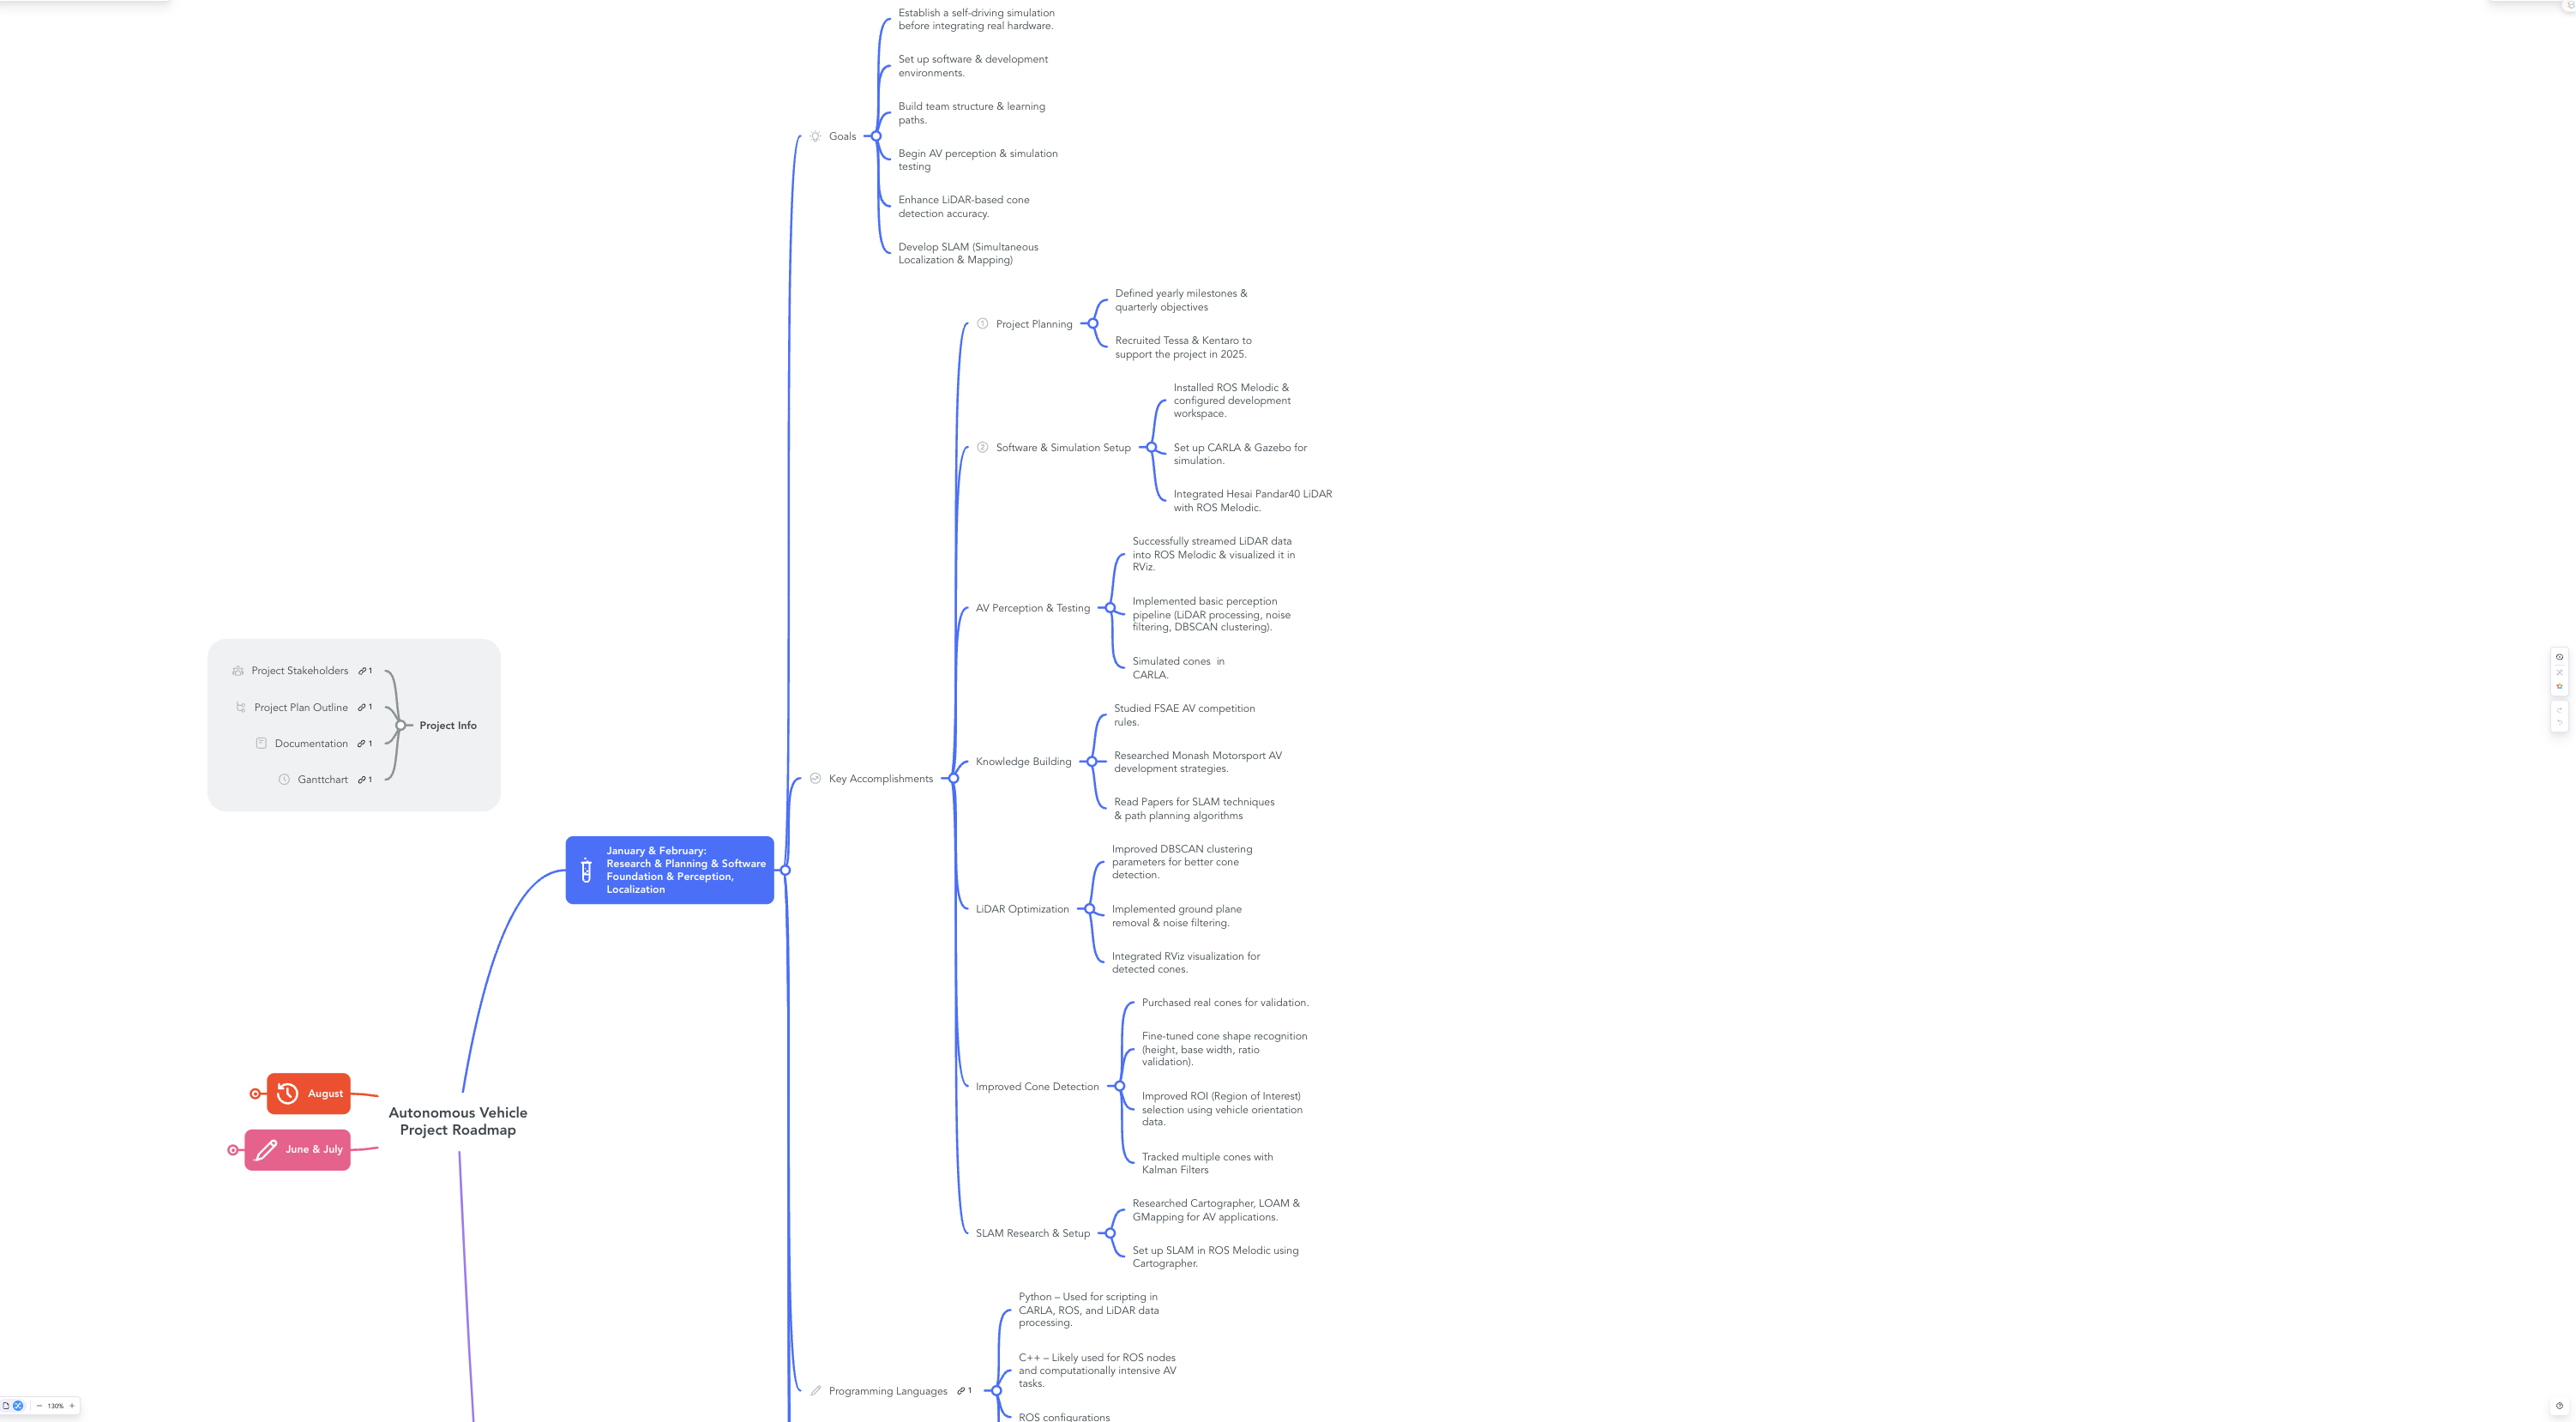 Establish a self-driving simulation
before integrating real hardware.
Set up software & development
environments.
Build team structure & learning
paths.
Goals
Begin AV perception & simulation
testing
Enhance LiDAR-based cone
detection accuracy.
Develop SLAM (Simultaneous
Localization & Mapping)
Defined yearly milestones &
quarterly objectives
1 Project Planning
Recruited Tessa & Kentaro to
support the project in 2025.
Installed ROS Melodic &
configured development
workspace.
2 Software & Simulation Setup
Set up CARLA & Gazebo for
simulation.
Integrated Hesai Pandar40 LiDAR
with ROS Melodic.
Successfully streamed LiDAR data
into ROS Melodic & visualized it in
RViz.
AV Perception & Testing
Implemented basic perception
pipeline (LiDAR processing, noise
filtering, DBSCAN clustering).
Simulated cones  in
CARLA.
Project Stakeholders 1
Project Plan Outline 1
Project Info
Documentation 1
Ganttchart 1
Studied FSAE AV competition
rules.
Knowledge Building
Researched Monash Motorsport AV
development strategies.
Read Papers for SLAM techniques
& path planning algorithms
Key Accomplishments
January & February:
Research & Planning & Software
Foundation & Perception,
Localization
Improved DBSCAN clustering
parameters for better cone
detection.
LiDAR Optimization
Implemented ground plane
removal & noise filtering.
Integrated RViz visualization for
detected cones.
Purchased real cones for validation.
Fine-tuned cone shape recognition
(height, base width, ratio
validation).
Improved Cone Detection
Improved ROI (Region of Interest)
selection using vehicle orientation
data.
Tracked multiple cones with
Kalman Filters
August
Autonomous Vehicle
Project Roadmap
June & July
Researched Cartographer, LOAM &
GMapping for AV applications.
SLAM Research & Setup
Set up SLAM in ROS Melodic using
Cartographer.
Python – Used for scripting in
CARLA, ROS, and LiDAR data
processing.
C++ – Likely used for ROS nodes
and computationally intensive AV
tasks.
Programming Languages 1
ROS configurations
130%